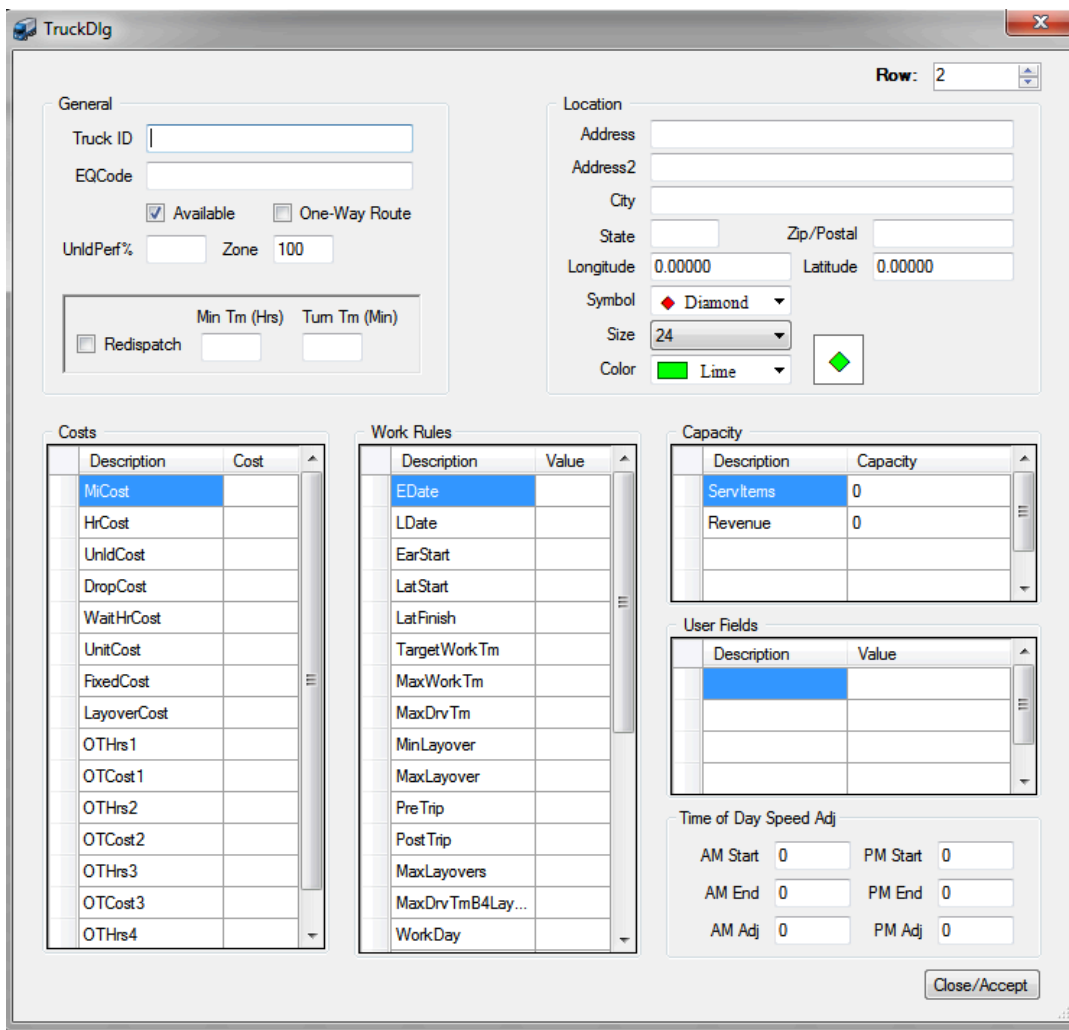 TruckDlg
Row: 2
General
Truck ID
EQCode
Available One-Way Route
UnldPerf% Zone 100
Min Tm (Hrs) Turn Tm (Min)
Redispatch
Location
Address
Address2
City
State Zip/Postal
Longitude 0.00000 Latitude 0.00000
Symbol Diamond
Size 24
Color Lime
Costs
Description Cost
MiCost
HrCost
UnldCost
DropCost
WaitHrCost
UnitCost
FixedCost
LayoverCost
OTHrs1
OTCost1
OTHrs2
OTCost2
OTHrs3
OTCost3
OTHrs4
Work Rules
Description Value
EDate
LDate
EarStart
LatStart
LatFinish
TargetWorkTm
MaxWorkTm
MaxDrvTm
MinLayover
MaxLayover
PreTrip
PostTrip
MaxLayovers
MaxDrvTmB4Lay...
WorkDay
Capacity
Description Capacity
ServItems 0
Revenue 0
User Fields
Description Value
Time of Day Speed Adj
AM Start 0 PM Start 0
AM End 0 PM End 0
AM Adj 0 PM Adj 0
Close/Accept